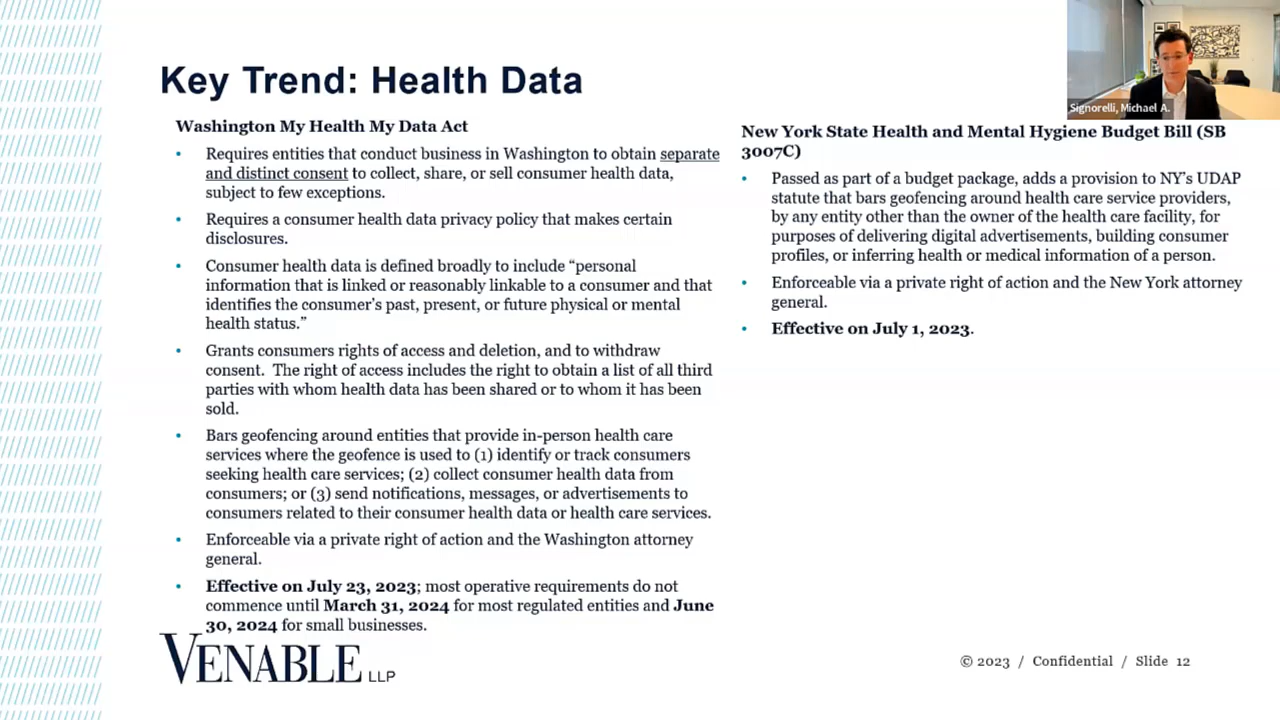 Key Trend: Health Data
Signorelli, Michael A.
Washington My Health My Data Act
• Requires entities that conduct business in Washington to obtain separate
and distinct consent to collect, share, or sell consumer health data,
subject to few exceptions.
• Requires a consumer health data privacy policy that makes certain
disclosures.
• Consumer health data is defined broadly to include “personal
information that is linked or reasonably linkable to a consumer and that
identifies the consumer’s past, present, or future physical or mental
health status.”
• Grants consumers rights of access and deletion, and to withdraw
consent. The right of access includes the right to obtain a list of all third
parties with whom health data has been shared or to whom it has been
sold.
• Bars geofencing around entities that provide in-person health care
services where the geofence is used to (1) identify or track consumers
seeking health care services; (2) collect consumer health data from
consumers; or (3) send notifications, messages, or advertisements to
consumers related to their consumer health data or health care services.
• Enforceable via a private right of action and the Washington attorney
general.
• Effective on July 23, 2023; most operative requirements do not
commence until March 31, 2024 for most regulated entities and June
30, 2024 for small businesses.
New York State Health and Mental Hygiene Budget Bill (SB
3007C)
• Passed as part of a budget package, adds a provision to NY’s UDAP
statute that bars geofencing around health care service providers,
by any entity other than the owner of the health care facility, for
purposes of delivering digital advertisements, building consumer
profiles, or inferring health or medical information of a person.
• Enforceable via a private right of action and the New York attorney
general.
• Effective on July 1, 2023.
VENABLE LLP
© 2023 / Confidential / Slide 12